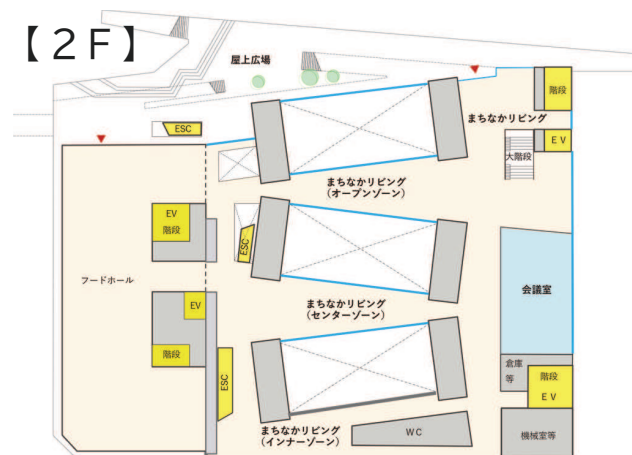 【2F】
屋上広場
まちなかリビング
ESC
階段
EV
大階段
まちなかリビング
(オープンゾーン)
EV
階段
ESC
フードホール
会議室
まちなかリビング
(センターゾーン)
EV
階段
ESC
倉庫
等
階段
EV
まちなかリビング
(インナーゾーン)
WC
機械室等